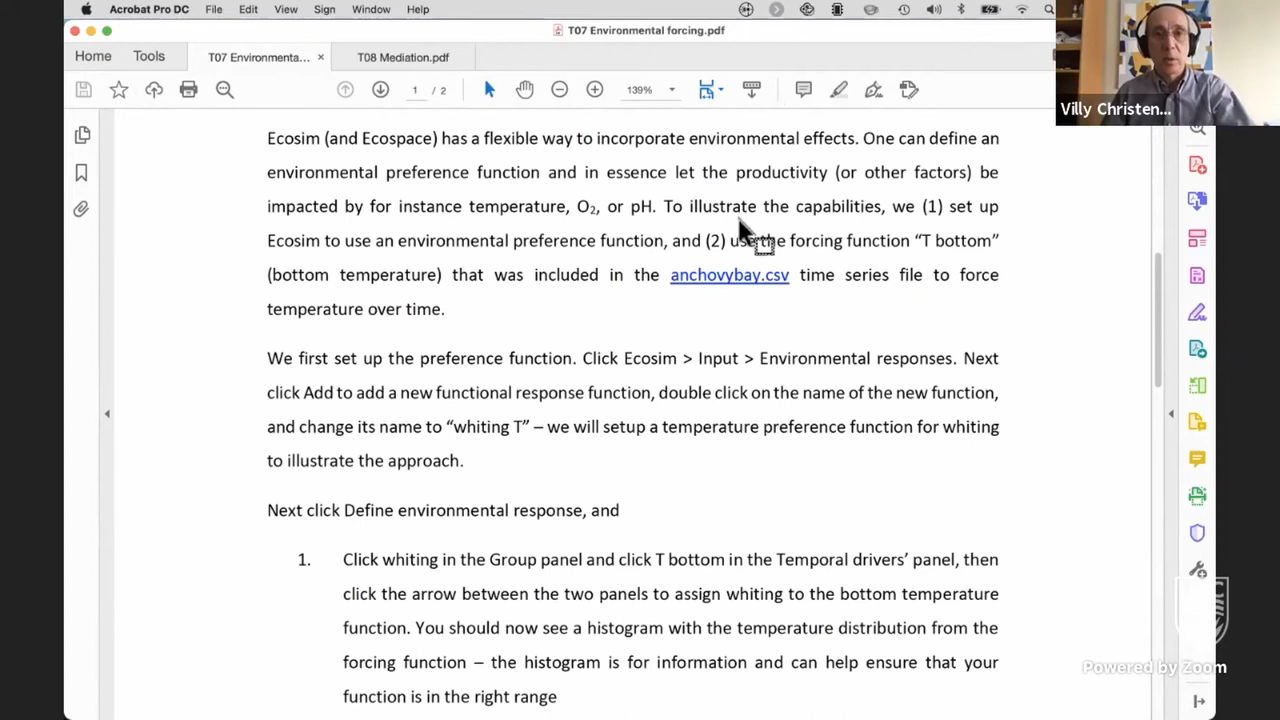 Acrobat Pro DC File Edit View Sign Window Help
T07 Environmental forcing.pdf
Home Tools T07 Environmenta... × T08 Mediation.pdf
1 / 2 139%
Villy Christen...
Ecosim (and Ecospace) has a flexible way to incorporate environmental effects. One can define an
environmental preference function and in essence let the productivity (or other factors) be
impacted by for instance temperature, O₂, or pH. To illustrate the capabilities, we (1) set up
Ecosim to use an environmental preference function, and (2) use the forcing function “T bottom”
(bottom temperature) that was included in the anchovybay.csv time series file to force
temperature over time.
We first set up the preference function. Click Ecosim > Input > Environmental responses. Next
click Add to add a new functional response function, double click on the name of the new function,
and change its name to “whiting T” – we will setup a temperature preference function for whiting
to illustrate the approach.
Next click Define environmental response, and
1. Click whiting in the Group panel and click T bottom in the Temporal drivers’ panel, then
click the arrow between the two panels to assign whiting to the bottom temperature
function. You should now see a histogram with the temperature distribution from the
forcing function – the histogram is for information and can help ensure that your
function is in the right range
Powered by Zoom